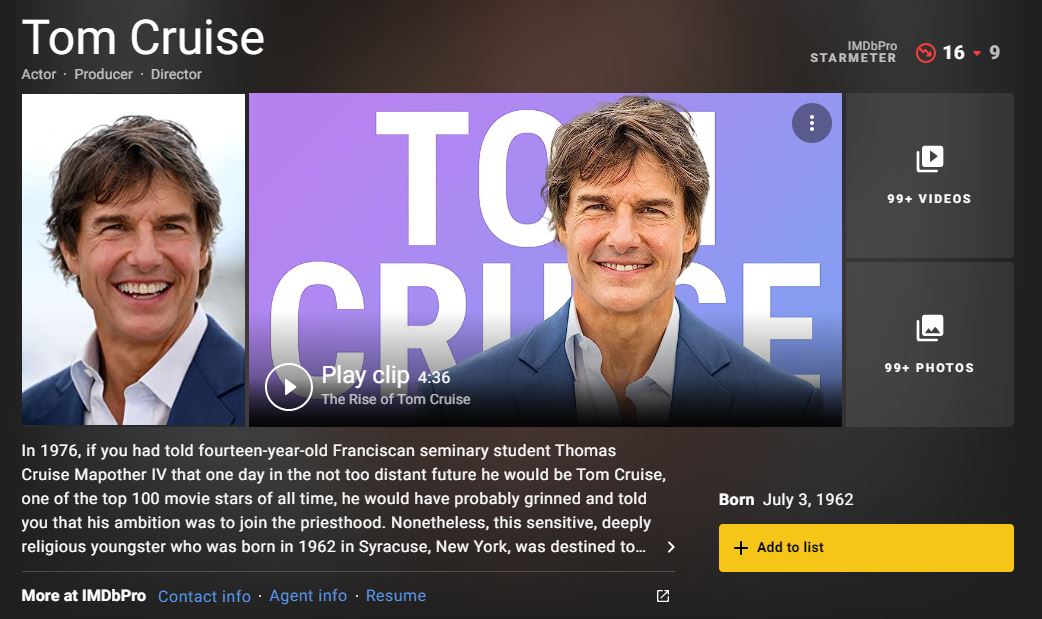 Tom Cruise
Actor · Producer · Director
IMDbPro
STARMETER
16
9
TOM
CRUISE
Play clip 4:36
The Rise of Tom Cruise
99+ VIDEOS
99+ PHOTOS
In 1976, if you had told fourteen-year-old Franciscan seminary student Thomas
Cruise Mapother IV that one day in the not too distant future he would be Tom Cruise,
one of the top 100 movie stars of all time, he would have probably grinned and told
you that his ambition was to join the priesthood. Nonetheless, this sensitive, deeply
religious youngster who was born in 1962 in Syracuse, New York, was destined to...
Born July 3, 1962
+ Add to list
More at IMDbPro Contact info · Agent info · Resume